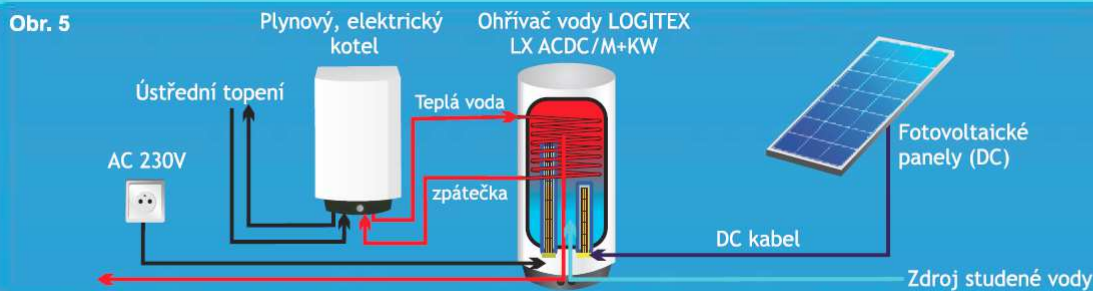 Obr. 5
Plynový, elektrický
kotel
Ohřívač vody LOGITEX
LX ACDC/M+KW
Ústřední topení
Teplá voda
AC 230V
Fotovoltaické
panely (DC)
zpátečka
DC kabel
Zdroj studené vody